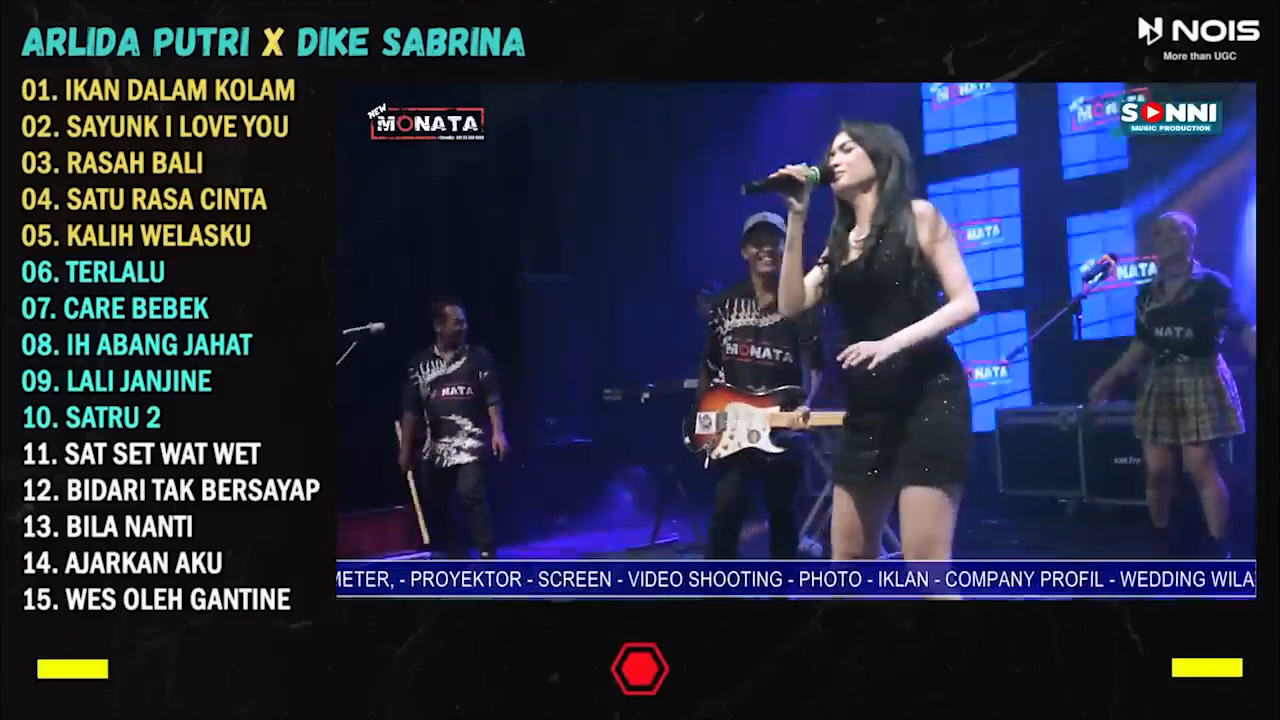 ARLIDA PUTRI X DIKE SABRINA
NOIS
More than UGC
01. IKAN DALAM KOLAM
02. SAYUNK I LOVE YOU
03. RASAH BALI
04. SATU RASA CINTA
05. KALIH WELASKU
06. TERLALU
07. CARE BEBEK
08. IH ABANG JAHAT
09. LALI JANJINE
10. SATRU 2
11. SAT SET WAT WET
12. BIDARI TAK BERSAYAP
13. BILA NANTI
14. AJARKAN AKU
15. WES OLEH GANTINE
NEW
MONATA
SONNI
MUSIC PRODUCTION
MONATA
NATA
NATA
NATA
MONATA
NATA
NATA
METER, - PROYEKTOR - SCREEN - VIDEO SHOOTING - PHOTO - IKLAN - COMPANY PROFIL - WEDDING WILA